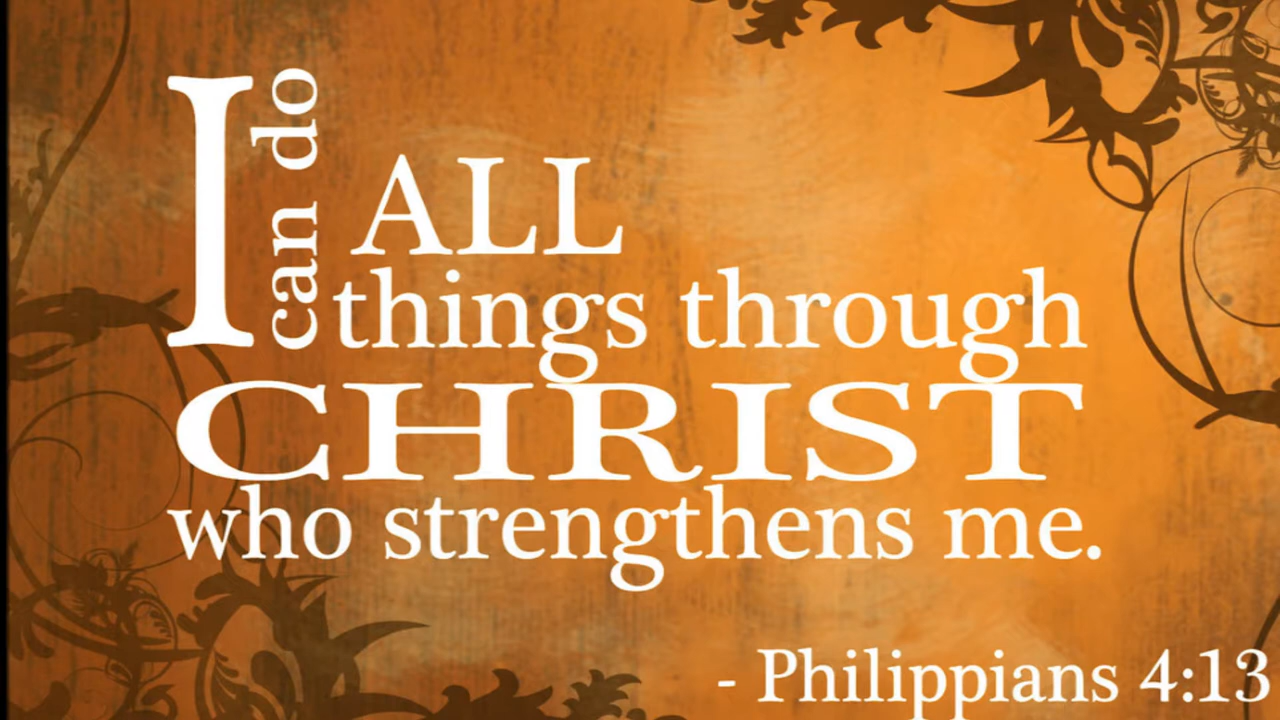 I can do ALL
things through
CHRIST
who strengthens me.
- Philippians 4:13